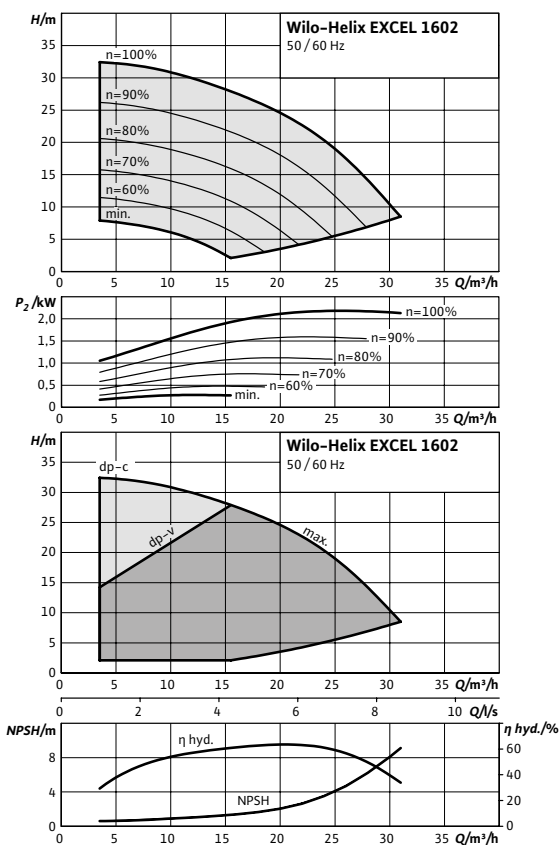 H/m
Wilo-Helix EXCEL 1602
50 / 60 Hz
35
30
25
20
15
10
5
0
n=100%
n=90%
n=80%
n=70%
n=60%
min.
0 5 10 15 20 25 30 35 Q/m³/h
P₂ /kW
2,0
1,5
1,0
0,5
0
n=100%
n=90%
n=80%
n=70%
n=60%
min.
0 5 10 15 20 25 30 35 Q/m³/h
H/m
Wilo-Helix EXCEL 1602
50 / 60 Hz
35
30
25
20
15
10
5
0
dp-c
dp-v
max.
0 5 10 15 20 25 30 35 Q/m³/h
0 2 4 6 8 10 Q/l/s
NPSH/m
η hyd./%
8
4
0
60
40
20
0
η hyd.
NPSH
0 5 10 15 20 25 30 35 Q/m³/h